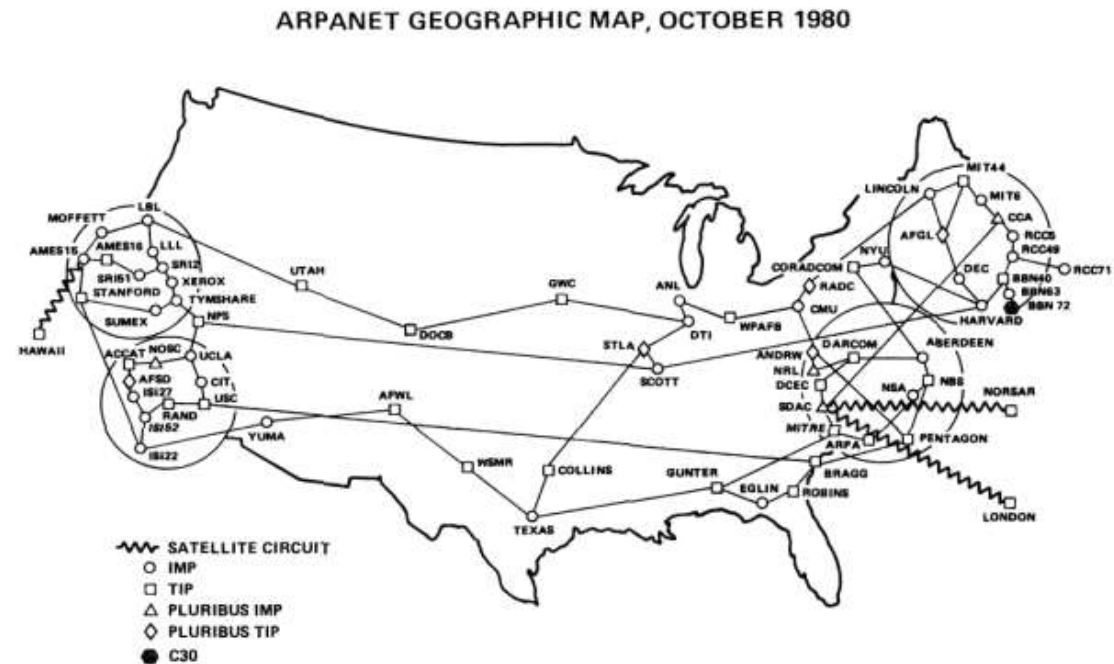 ARPANET GEOGRAPHIC MAP, OCTOBER 1980
MIT44
LINCOLN
MIT6
CCA
RCC5
RCC49
RCC71
AFGL
DEC
BBN40
BBN63
BBN 72
HARVARD
NYU
CORADCOM
RADC
CMU
LBL
MOFFETT
AMES15
AMES16
LLL
SRI2
SRI51
XEROX
STANFORD
TYMSHARE
SUMEX
NPS
HAWAII
UTAH
GWC
DOCB
ANL
WPAFB
DTI
STLA
SCOTT
ANDRW
DARCOM
ABERDEEN
NRL
DCEC
NSA
NBS
NORSAR
SDAC
MITRE
ARPA
PENTAGON
LONDON
ACCAT
NOSC
UCLA
AFSD
CIT
ISI27
RAND
USC
ISI52
ISI22
YUMA
AFWL
WSMR
COLLINS
TEXAS
GUNTER
EGLIN
ROBINS
BRAGG
SATELLITE CIRCUIT
IMP
TIP
PLURIBUS IMP
PLURIBUS TIP
C30